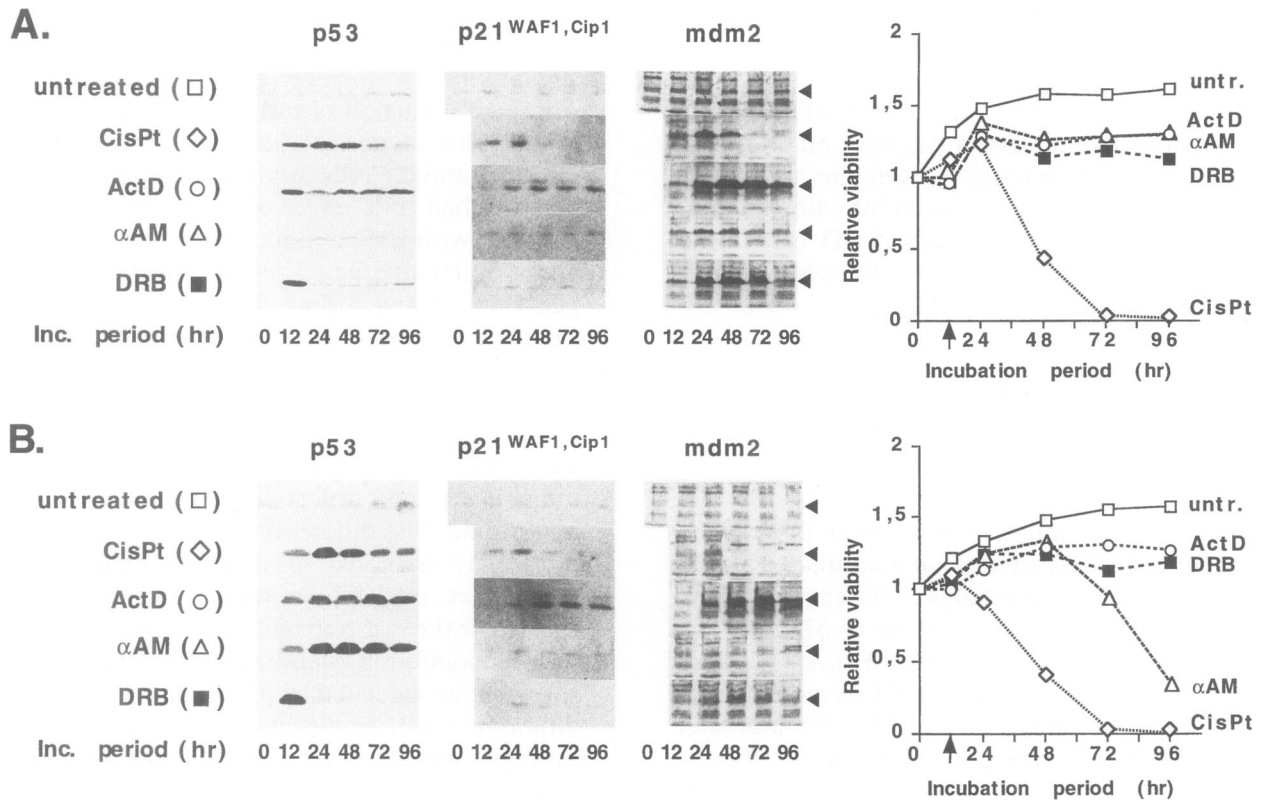 A.
p53
p21 WAF1,Cip1
mdm2
untreated (□)
CisPt (◇)
ActD (○)
αAM (△)
DRB (■)
Inc. period (hr) 0 12 24 48 72 96 0 12 24 48 72 96 0 12 24 48 72 96
2
1,5
1
0,5
0
Relative viability
untr.
ActD
αAM
DRB
CisPt
0 24 48 72 96
Incubation period (hr)
B.
p53
p21 WAF1,Cip1
mdm2
untreated (□)
CisPt (◇)
ActD (○)
αAM (△)
DRB (■)
Inc. period (hr) 0 12 24 48 72 96 0 12 24 48 72 96 0 12 24 48 72 96
2
1,5
1
0,5
0
Relative viability
untr.
ActD
DRB
αAM
CisPt
0 24 48 72 96
Incubation period (hr)